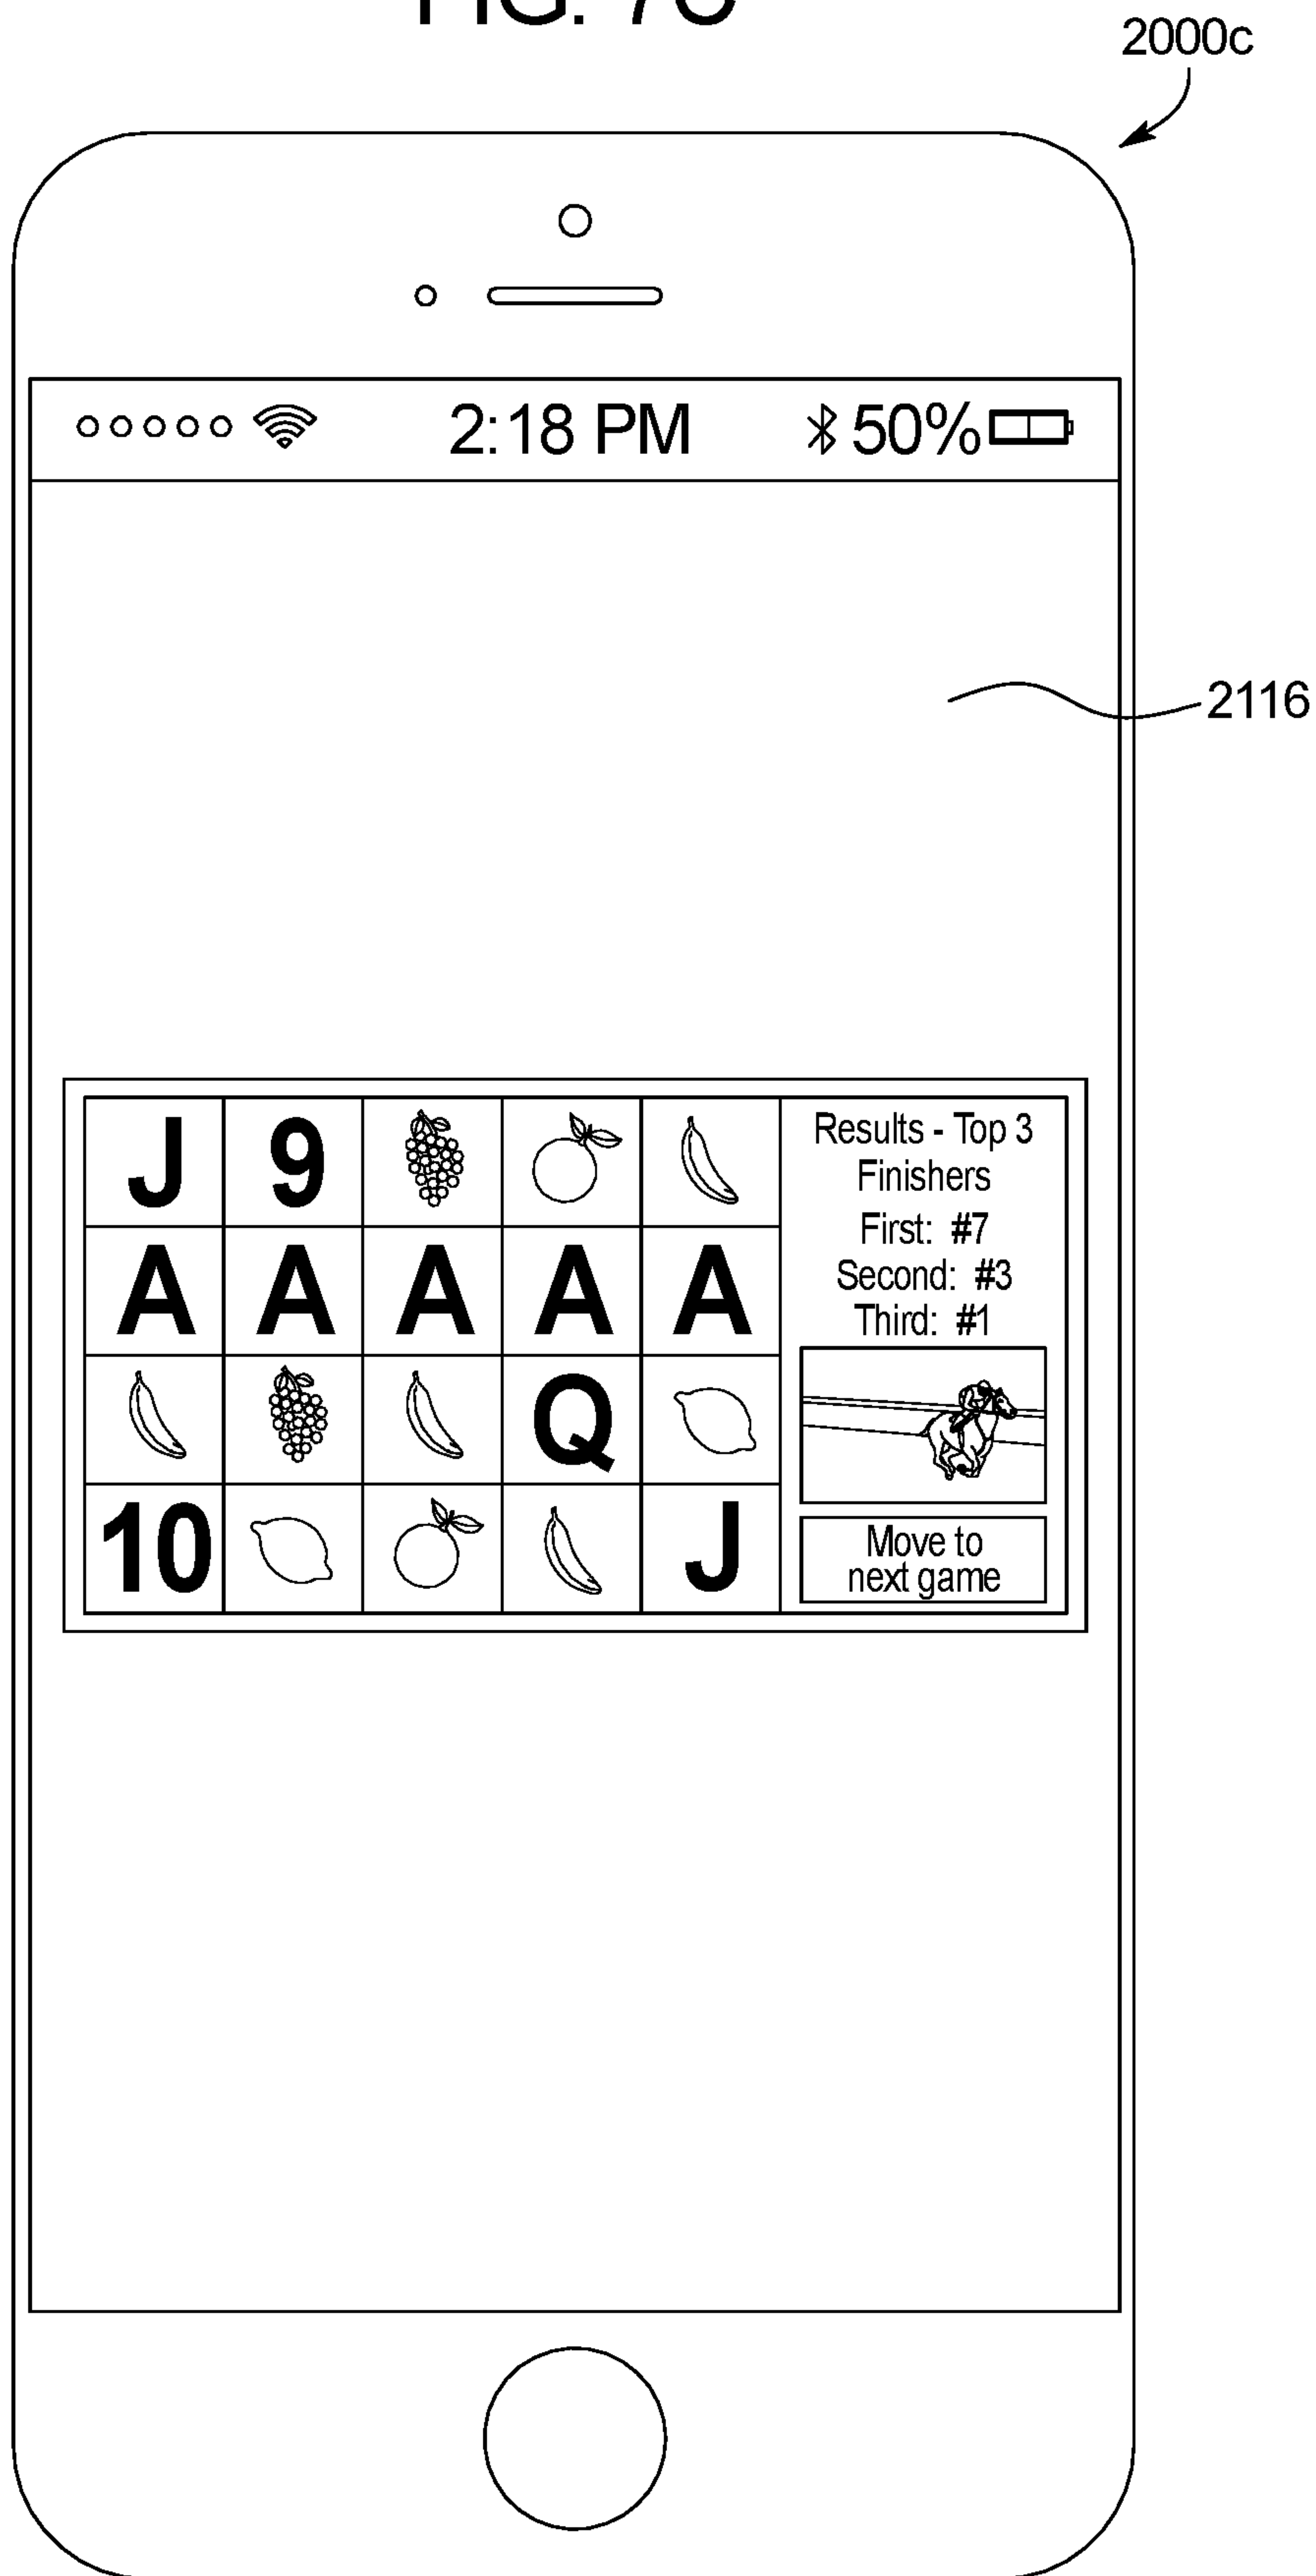 2000c
2:18 PM 50%
2116
J 9
A A A A A
Q
10 J
Results - Top 3
Finishers
First: #7
Second: #3
Third: #1
Move to
next game